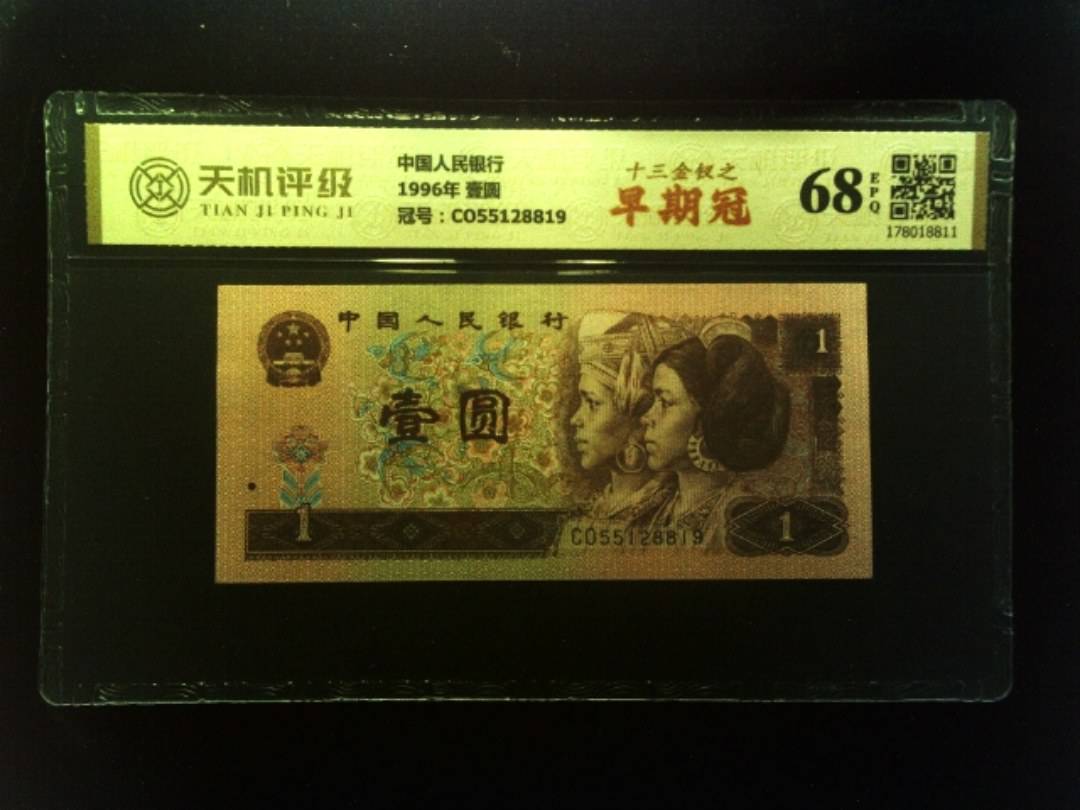 天机评级
TIAN JI PING JI
中国人民银行
1996年 壹圆
冠号：CO55128819
十三金钗之
早期冠
68
EPQ
178018811
中国人民银行
1
壹圆
1
CO55128819
1